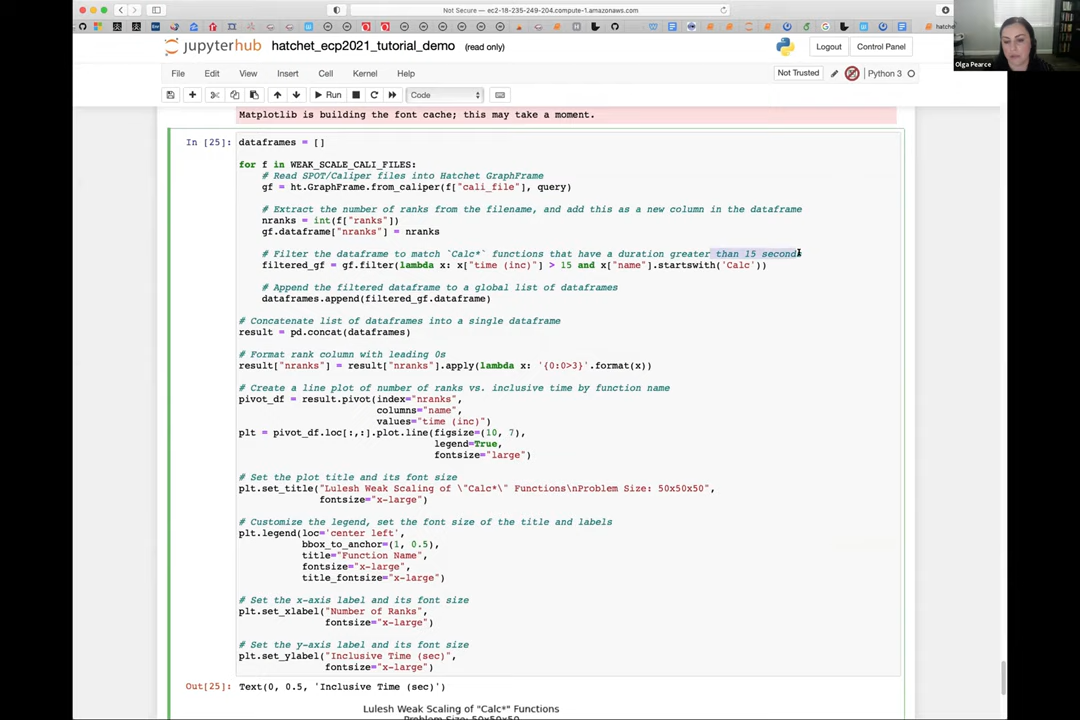 Not Secure — ec2-18-235-249-204.compute-1.amazonaws.com
hatchet
Olga Pearce
jupyterhub hatchet_ecp2021_tutorial_demo (read only)
Logout Control Panel
File Edit View Insert Cell Kernel Help
Not Trusted Python 3
Run Code
Matplotlib is building the font cache; this may take a moment.
In [25]: dataframes = []
for f in WEAK_SCALE_CALI_FILES:
# Read SPOT/Caliper files into Hatchet GraphFrame
gf = ht.GraphFrame.from_caliper(f["cali_file"], query)
# Extract the number of ranks from the filename, and add this as a new column in the dataframe
nranks = int(f["ranks"])
gf.dataframe["nranks"] = nranks
# Filter the dataframe to match `Calc*` functions that have a duration greater than 15 seconds
filtered_gf = gf.filter(lambda x: x["time (inc)"] > 15 and x["name"].startswith('Calc'))
# Append the filtered dataframe to a global list of dataframes
dataframes.append(filtered_gf.dataframe)
# Concatenate list of dataframes into a single dataframe
result = pd.concat(dataframes)
# Format rank column with leading 0s
result["nranks"] = result["nranks"].apply(lambda x: '{0:0>3}'.format(x))
# Create a line plot of number of ranks vs. inclusive time by function name
pivot_df = result.pivot(index="nranks",
columns="name",
values="time (inc)")
plt = pivot_df.loc[:,:].plot.line(figsize=(10, 7),
legend=True,
fontsize="large")
# Set the plot title and its font size
plt.set_title("Lulesh Weak Scaling of \"Calc*\" Functions\nProblem Size: 50x50x50",
fontsize="x-large")
# Customize the legend, set the font size of the title and labels
plt.legend(loc='center left',
bbox_to_anchor=(1, 0.5),
title="Function Name",
fontsize="x-large",
title_fontsize="x-large")
# Set the x-axis label and its font size
plt.set_xlabel("Number of Ranks",
fontsize="x-large")
# Set the y-axis label and its font size
plt.set_ylabel("Inclusive Time (sec)",
fontsize="x-large")
Out[25]: Text(0, 0.5, 'Inclusive Time (sec)')
Lulesh Weak Scaling of "Calc*" Functions
Problem Size: 50x50x50